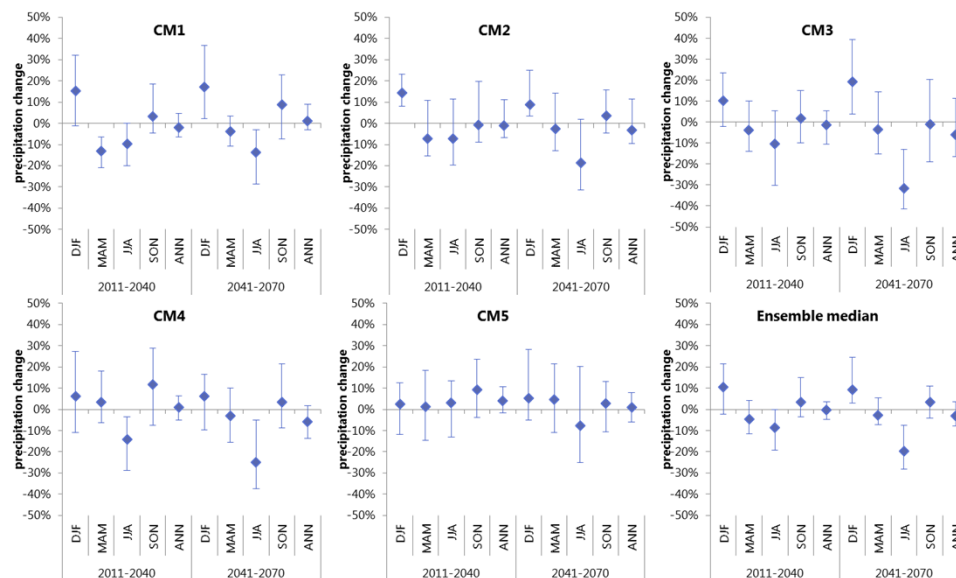 CM1
precipitation change
50%
40%
30%
20%
10%
0%
-10%
-20%
-30%
-40%
-50%
DJF
MAM
JJA
SON
ANN
DJF
MAM
JJA
SON
ANN
2011-2040
2041-2070
CM2
precipitation change
50%
40%
30%
20%
10%
0%
-10%
-20%
-30%
-40%
-50%
DJF
MAM
JJA
SON
ANN
DJF
MAM
JJA
SON
ANN
2011-2040
2041-2070
CM3
precipitation change
50%
40%
30%
20%
10%
0%
-10%
-20%
-30%
-40%
-50%
DJF
MAM
JJA
SON
ANN
DJF
MAM
JJA
SON
ANN
2011-2040
2041-2070
CM4
precipitation change
50%
40%
30%
20%
10%
0%
-10%
-20%
-30%
-40%
-50%
DJF
MAM
JJA
SON
ANN
DJF
MAM
JJA
SON
ANN
2011-2040
2041-2070
CM5
precipitation change
50%
40%
30%
20%
10%
0%
-10%
-20%
-30%
-40%
-50%
DJF
MAM
JJA
SON
ANN
DJF
MAM
JJA
SON
ANN
2011-2040
2041-2070
Ensemble median
precipitation change
50%
40%
30%
20%
10%
0%
-10%
-20%
-30%
-40%
-50%
DJF
MAM
JJA
SON
ANN
DJF
MAM
JJA
SON
ANN
2011-2040
2041-2070